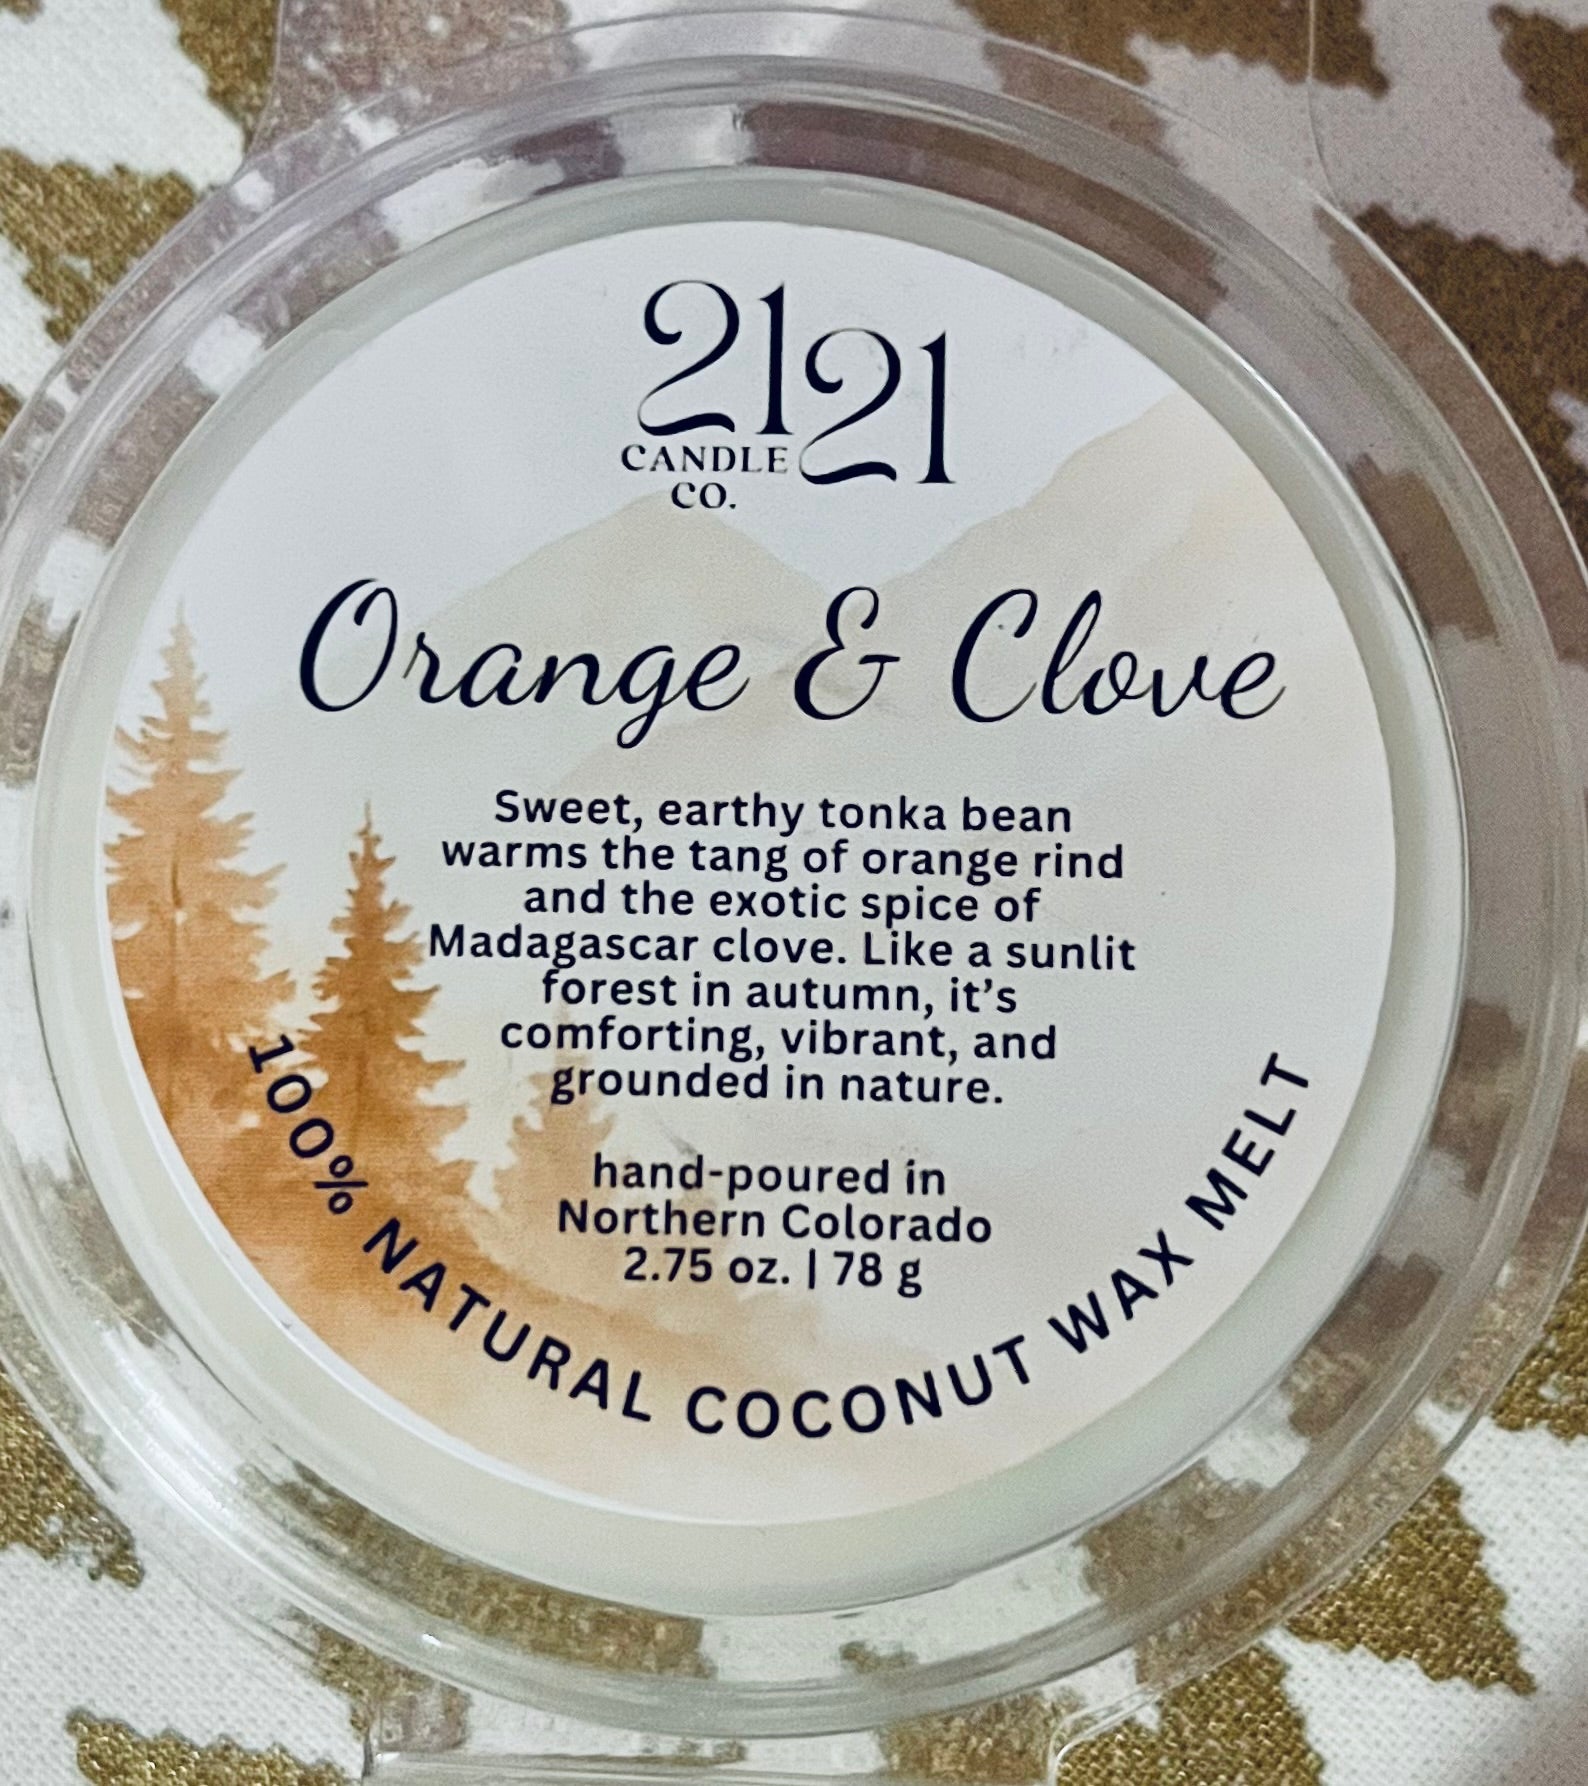 2121
CANDLE
CO.
Orange & Clove
Sweet, earthy tonka bean
warms the tang of orange rind
and the exotic spice of
Madagascar clove. Like a sunlit
forest in autumn, it's
comforting, vibrant, and
grounded in nature.
hand-poured in
Northern Colorado
2.75 oz. | 78 g
100% NATURAL COCONUT WAX MELT